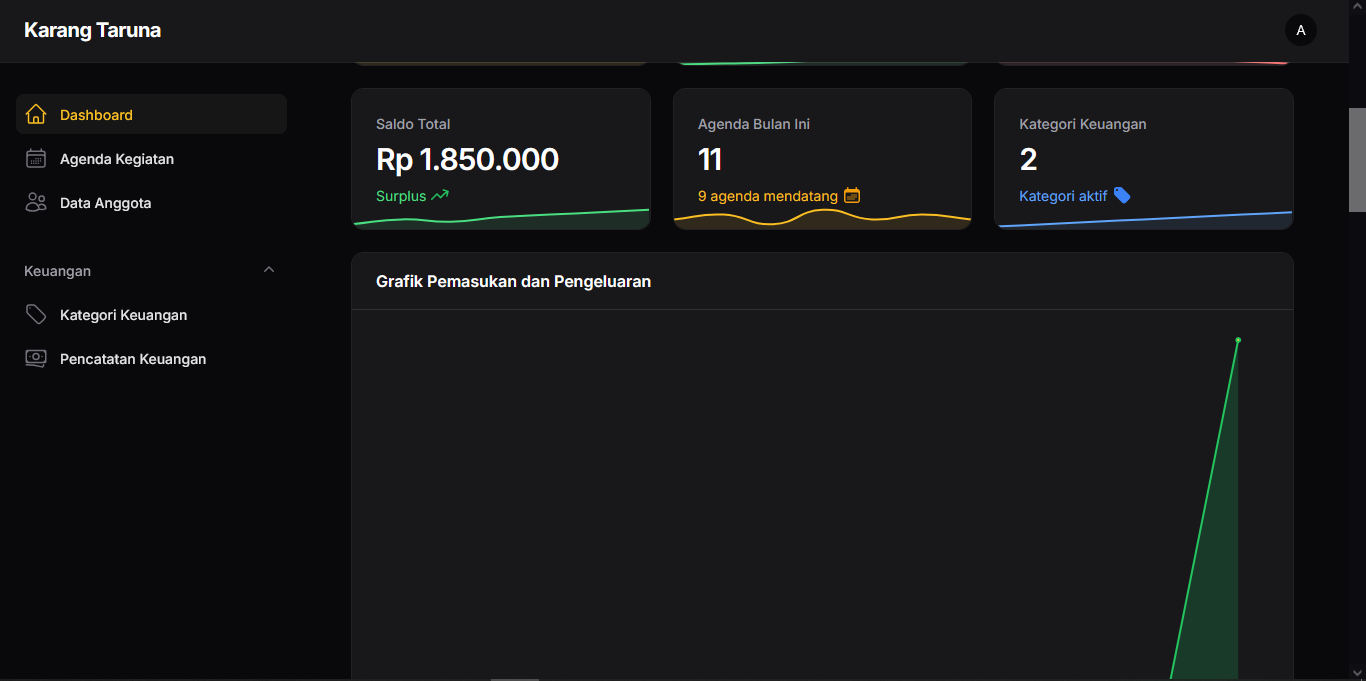 Karang Taruna
A
Dashboard
Agenda Kegiatan
Data Anggota
Keuangan
Kategori Keuangan
Pencatatan Keuangan
Saldo Total
Rp 1.850.000
Surplus
Agenda Bulan Ini
11
9 agenda mendatang
Kategori Keuangan
2
Kategori aktif
Grafik Pemasukan dan Pengeluaran